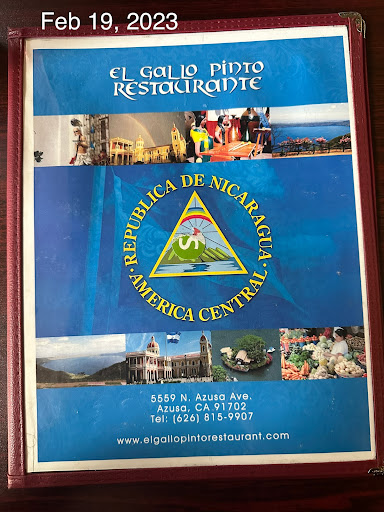 Feb 19, 2023
EL GALLO PINTO
RESTAURANTE
REPUBLICA DE NICARAGUA
AMERICA CENTRAL
5559 N. Azusa Ave.
Azusa, CA 91702
Tel: (626) 815-9907
www.elgallopintorestaurant.com